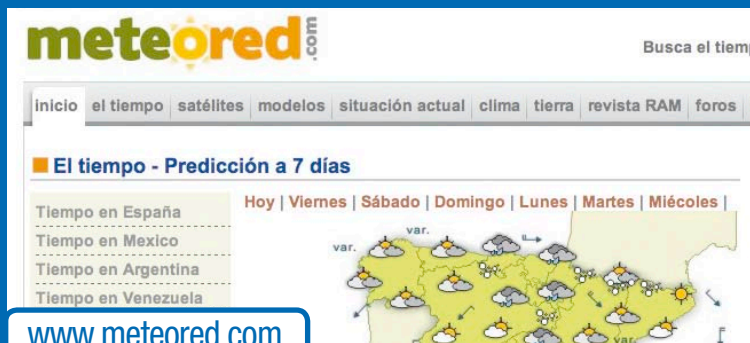 meteored.com
Busca el tiemp
inicio el tiempo satélites modelos situación actual clima tierra revista RAM foros
El tiempo - Predicción a 7 días
Hoy | Viernes | Sábado | Domingo | Lunes | Martes | Miécoles |
Tiempo en España
Tiempo en Mexico
Tiempo en Argentina
Tiempo en Venezuela
var.
var.
var.
www.meteored.com